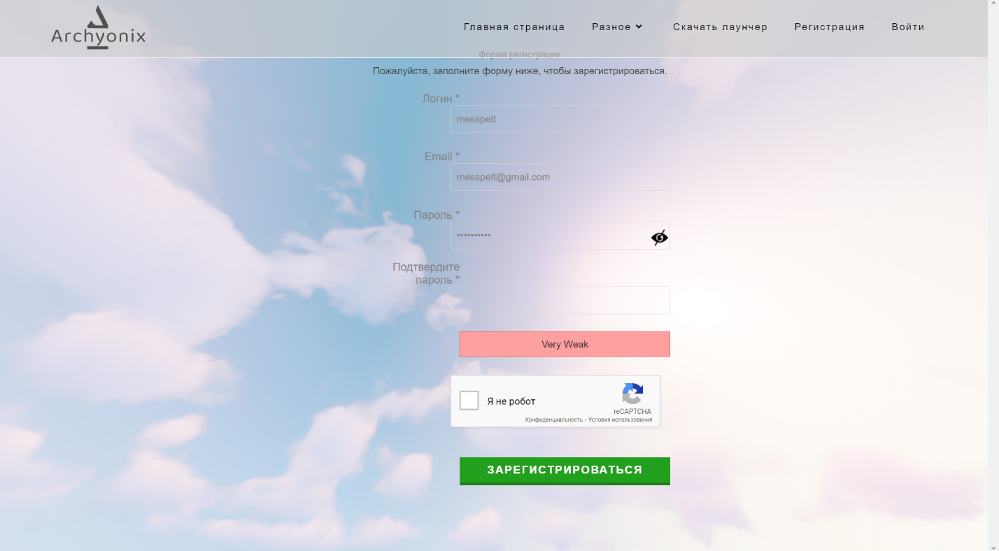 Archyonix
Главная страница
Разное
Скачать лаунчер
Регистрация
Войти
Форма регистрации
Пожалуйста, заполните форму ниже, чтобы зарегистрироваться.
Логин *
messpelt
Email *
messpelt@gmail.com
Пароль *
••••••••••
Подтвердите
пароль *
Very Weak
Я не робот
reCAPTCHA
Конфиденциальность - Условия использования
ЗАРЕГИСТРИРОВАТЬСЯ